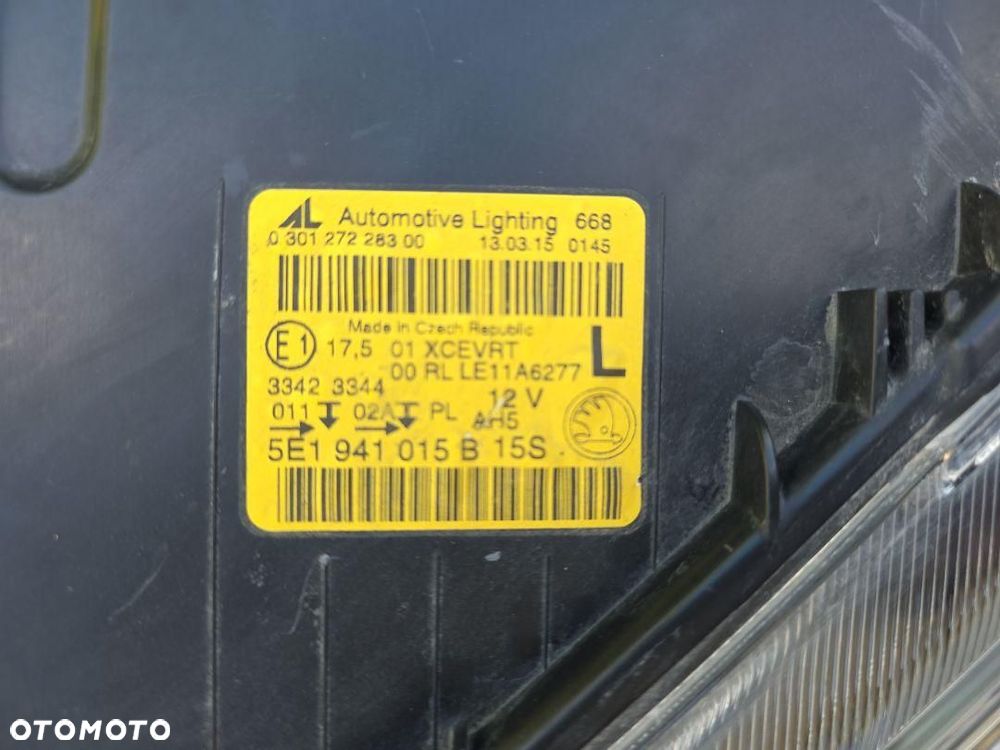 AL Automotive Lighting 668
0 301 272 283 00 13.03.15 0145
Made in Czech Republic
E1 17,5 01 XCEVRT L
00 RL LE11A6277
3342 3344 12 V
011 02A PL AH5
5E1 941 015 B 15S
OTOMOTO